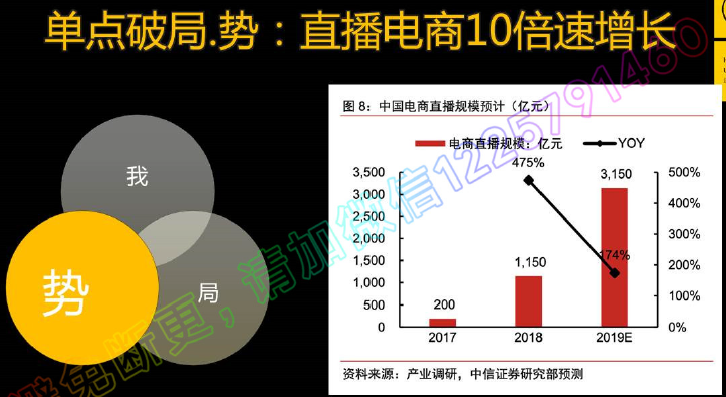 单点破局.势：直播电商10倍速增长
我
势
局
图 8：中国电商直播规模预计（亿元）
电商直播规模：亿元
YOY
3,500
3,000
2,500
2,000
1,500
1,000
500
0
500%
400%
300%
200%
100%
0%
200
1,150
3,150
475%
174%
2017
2018
2019E
资料来源：产业调研，中信证券研究部预测
避免断更，请加微信1225791460